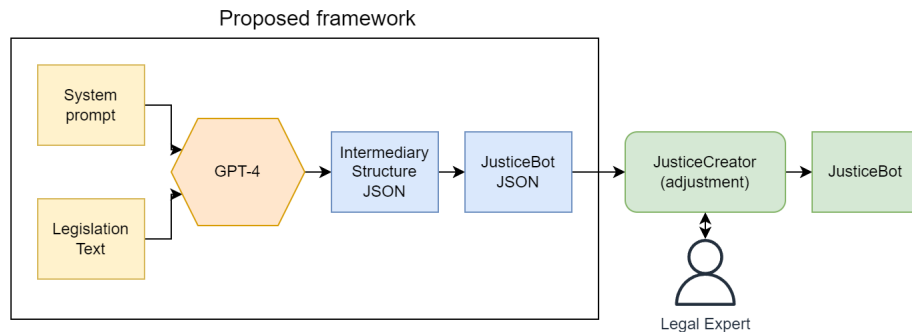 Proposed framework
System
prompt
Legislation
Text
GPT-4
Intermediary
Structure
JSON
JusticeBot
JSON
JusticeCreator
(adjustment)
JusticeBot
Legal Expert